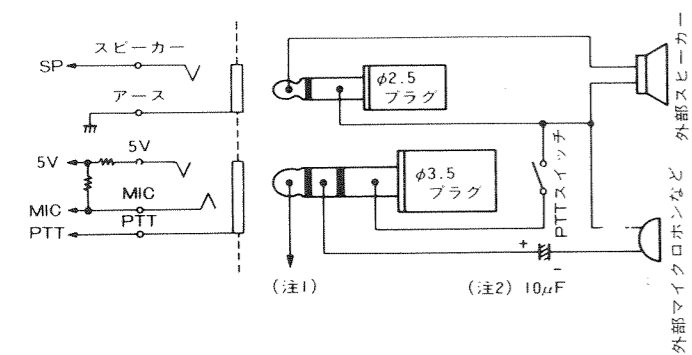 スピーカー
SP
アース
5V
5V
MIC
MIC
PTT
PTT
φ2.5
プラグ
φ3.5
プラグ
PTTスイッチ
外部スピーカー
外部マイクロホンなど
+
-
(注1)
(注2) 10μF